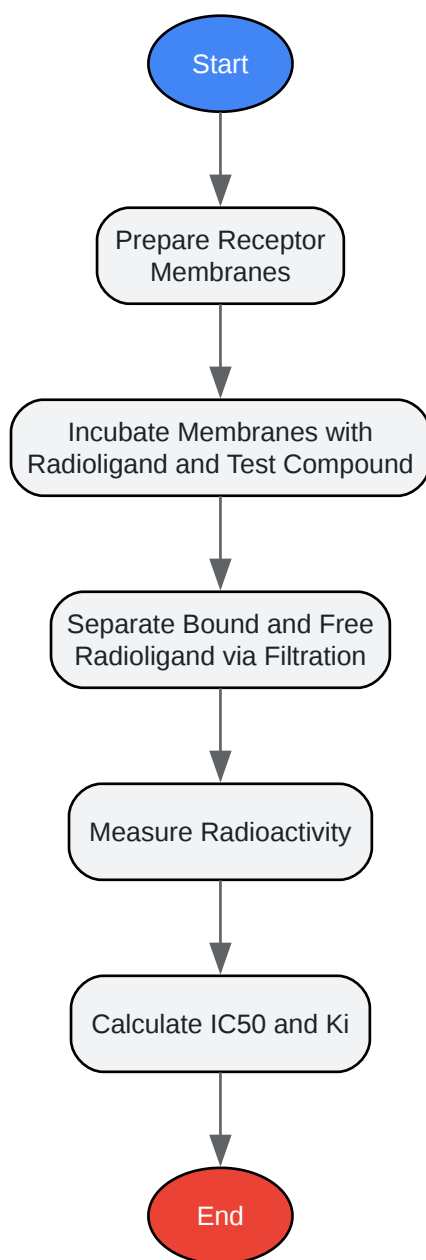 Start
Prepare Receptor
Membranes
Incubate Membranes with
Radioligand and Test Compound
Separate Bound and Free
Radioligand via Filtration
Measure Radioactivity
Calculate IC50 and Ki
End